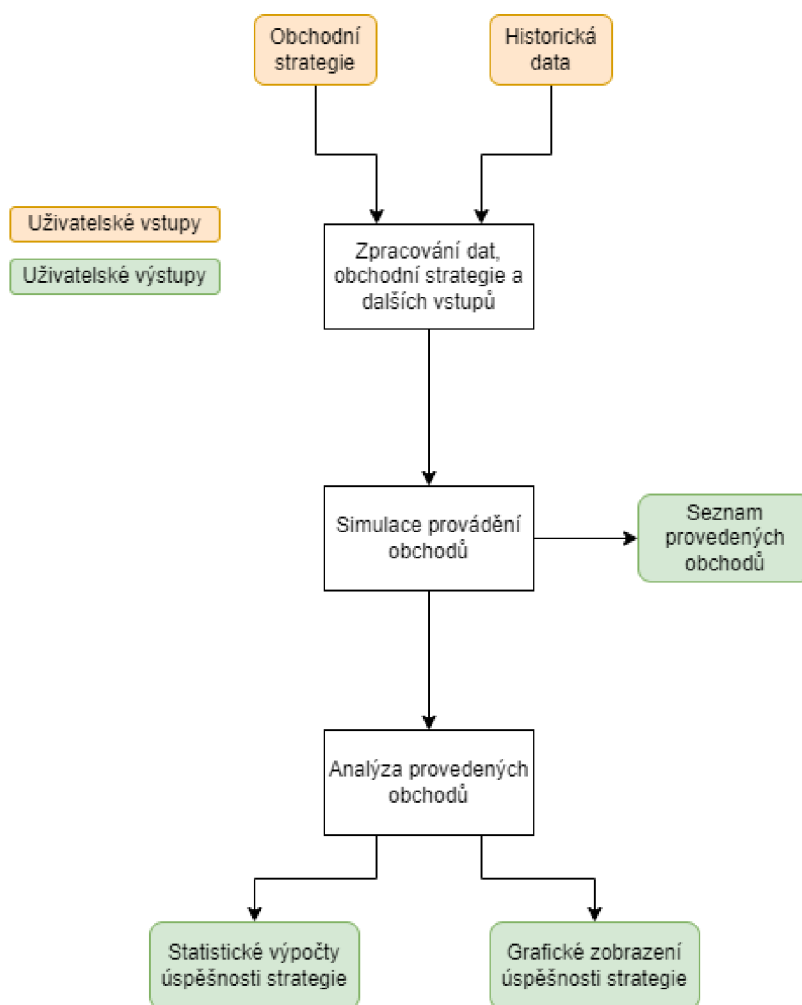 Obchodní
strategie
Historická
data
Uživatelské vstupy
Uživatelské výstupy
Zpracování dat,
obchodní strategie a
dalších vstupů
Simulace provádění
obchodů
Seznam
provedených
obchodů
Analýza provedených
obchodů
Statistické výpočty
úspěšnosti strategie
Grafické zobrazení
úspěšnosti strategie